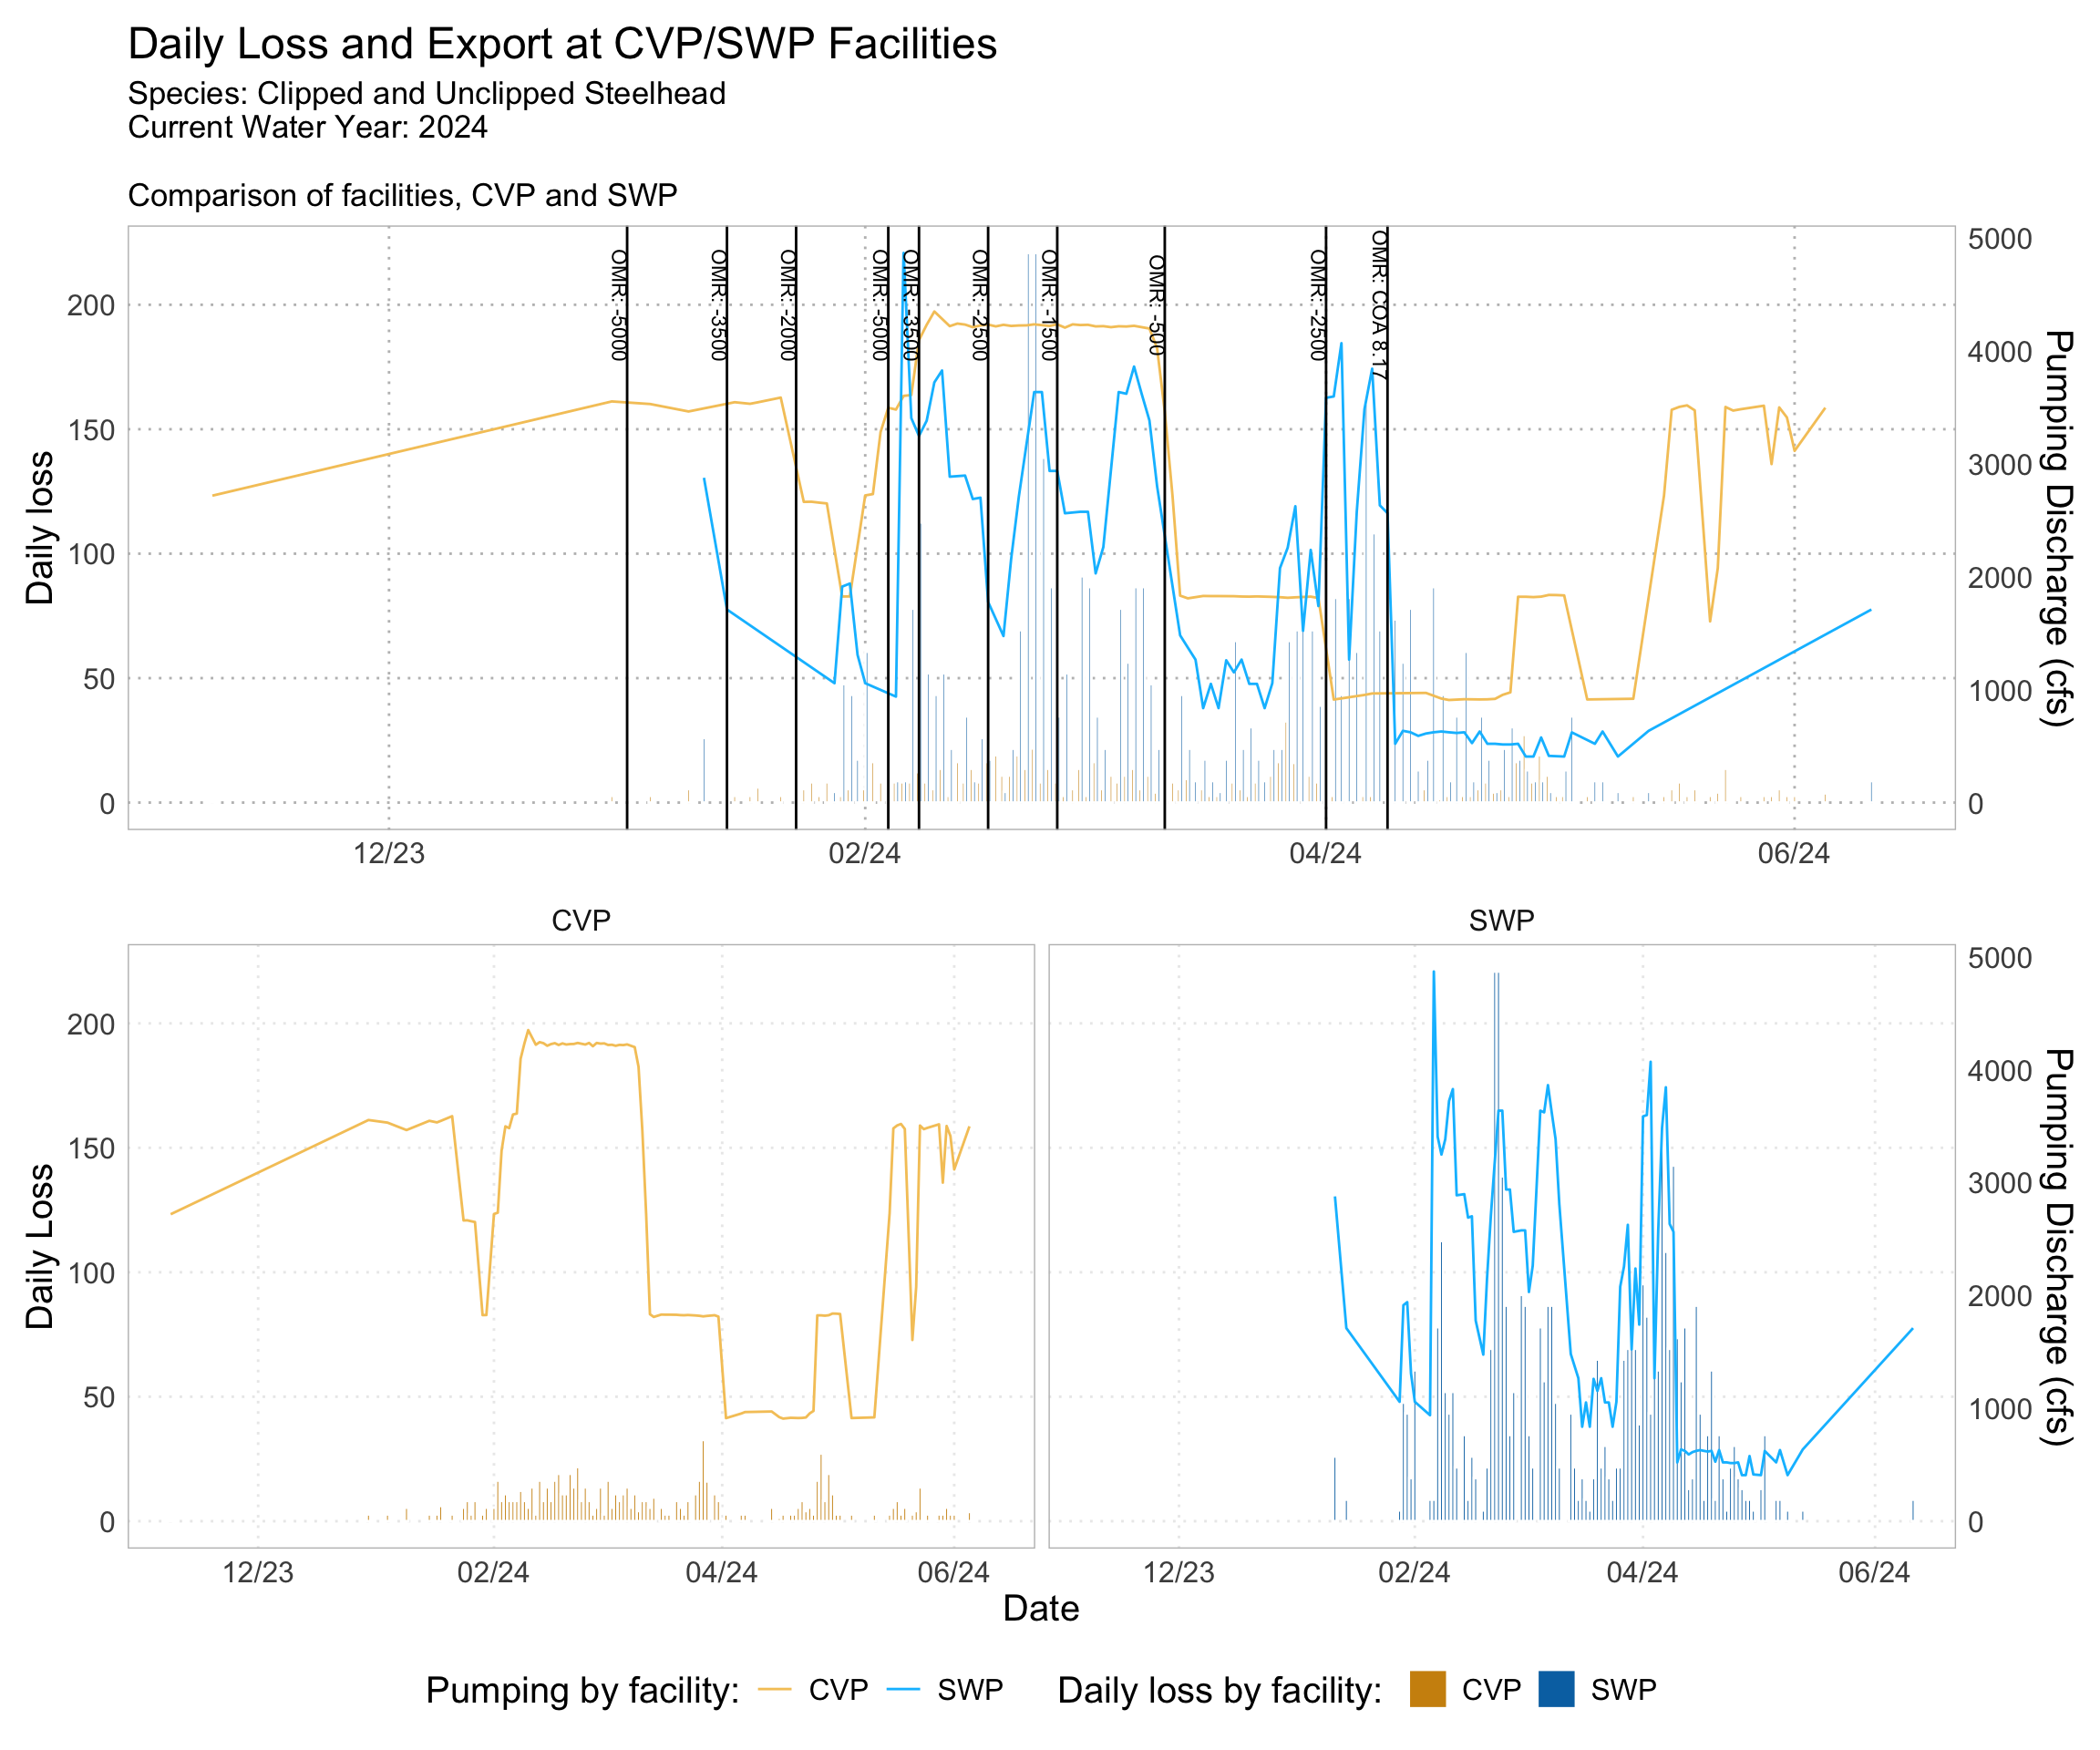 Daily Loss and Export at CVP/SWP Facilities
Species: Clipped and Unclipped Steelhead
Current Water Year: 2024
Comparison of facilities, CVP and SWP
OMR: -5000
OMR: -3500
OMR: -2000
OMR: -5000
OMR: -3500
OMR: -2500
OMR: -1500
OMR: -500
OMR: -2500
OMR: COA 8.17
Daily loss
200
150
100
50
0
5000
4000
3000
2000
1000
0
Pumping Discharge (cfs)
12/23 02/24 04/24 06/24
CVP SWP
Daily Loss
200
150
100
50
0
5000
4000
3000
2000
1000
0
Pumping Discharge (cfs)
12/23 02/24 04/24 06/24 12/23 02/24 04/24 06/24
Date
Pumping by facility: CVP SWP Daily loss by facility: CVP SWP